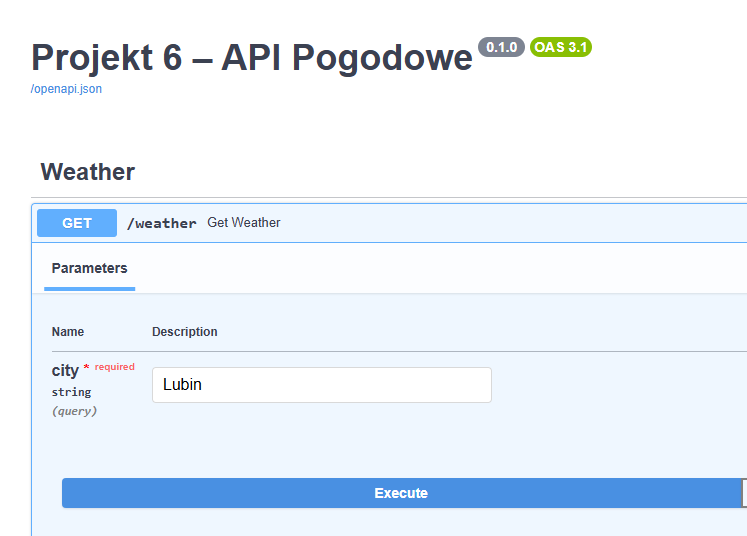 Projekt 6 – API Pogodowe 0.1.0 OAS 3.1
/openapi.json
Weather
GET /weather Get Weather
Parameters
Name Description
city * required
string
(query)
Lubin
Execute